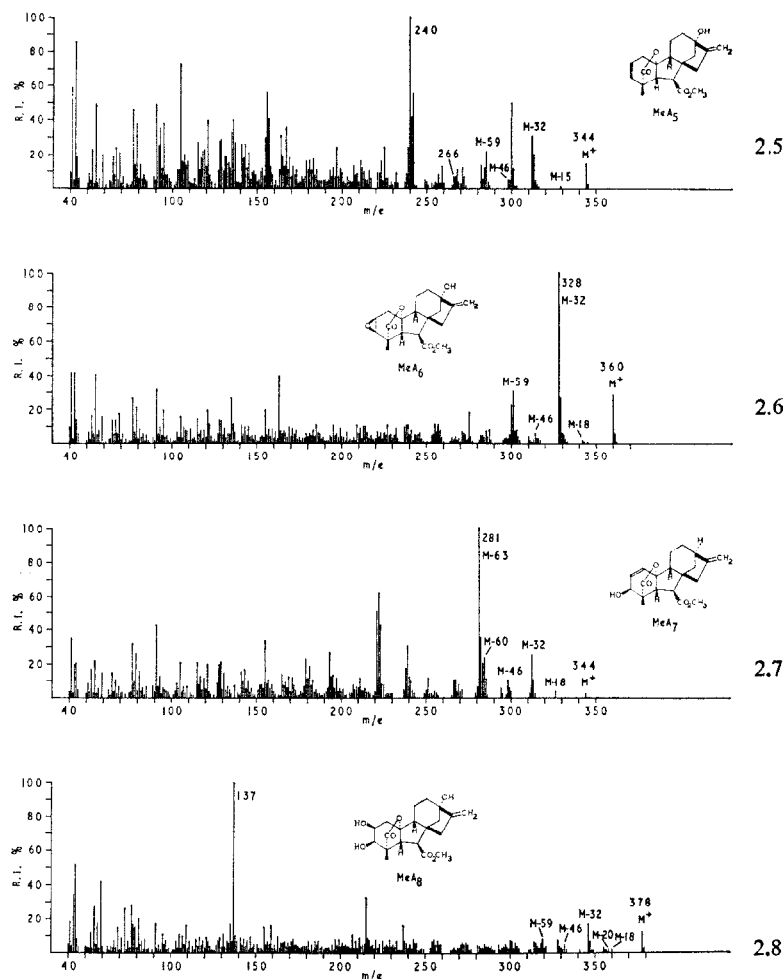 R.I. %
100
80
60
40
20
240
266
M-59
M-46
M-32
M-15
344
M⁺
OH
O
CO
H
CH₂
CO₂CH₃
MeA₅
2.5
40 100 150 200 250 300 350
m/e
R.I. %
100
80
60
40
20
OH
O
CO
O
H
H
CH₂
CO₂CH₃
MeA₆
328
M-32
360
M⁺
M-59
M-46
M-18
2.6
40 100 150 200 250 300 350
m/e
R.I. %
100
80
60
40
20
281
M-63
M-60
M-46
M-32
M-18
344
M⁺
H
O
CO
HO
H
H
CH₂
CO₂CH₃
MeA₇
2.7
40 100 150 200 250 300 350
m/e
R.I. %
100
80
60
40
20
137
OH
HO
HO
O
CO
H
H
CH₂
CO₂CH₃
MeA₈
378
M⁺
M-59
M-46
M-32
M-20
M-18
2.8
40 100 150 200 250 300 350
m/e